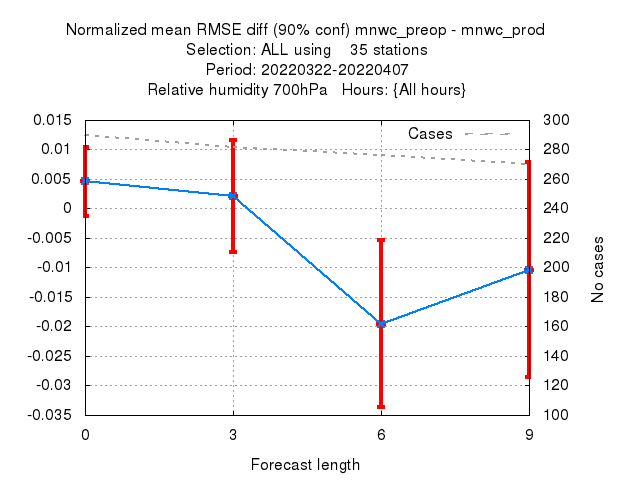 Normalized mean RMSE diff (90% conf) mnwc_preop - mnwc_prod
Selection: ALL using    35 stations
Period: 20220322-20220407
Relative humidity 700hPa   Hours: {All hours}
0.015
0.01
0.005
0
-0.005
-0.01
-0.015
-0.02
-0.025
-0.03
-0.035
Cases
300
280
260
240
220
200
180
160
140
120
100
No cases
0 3 6 9
Forecast length